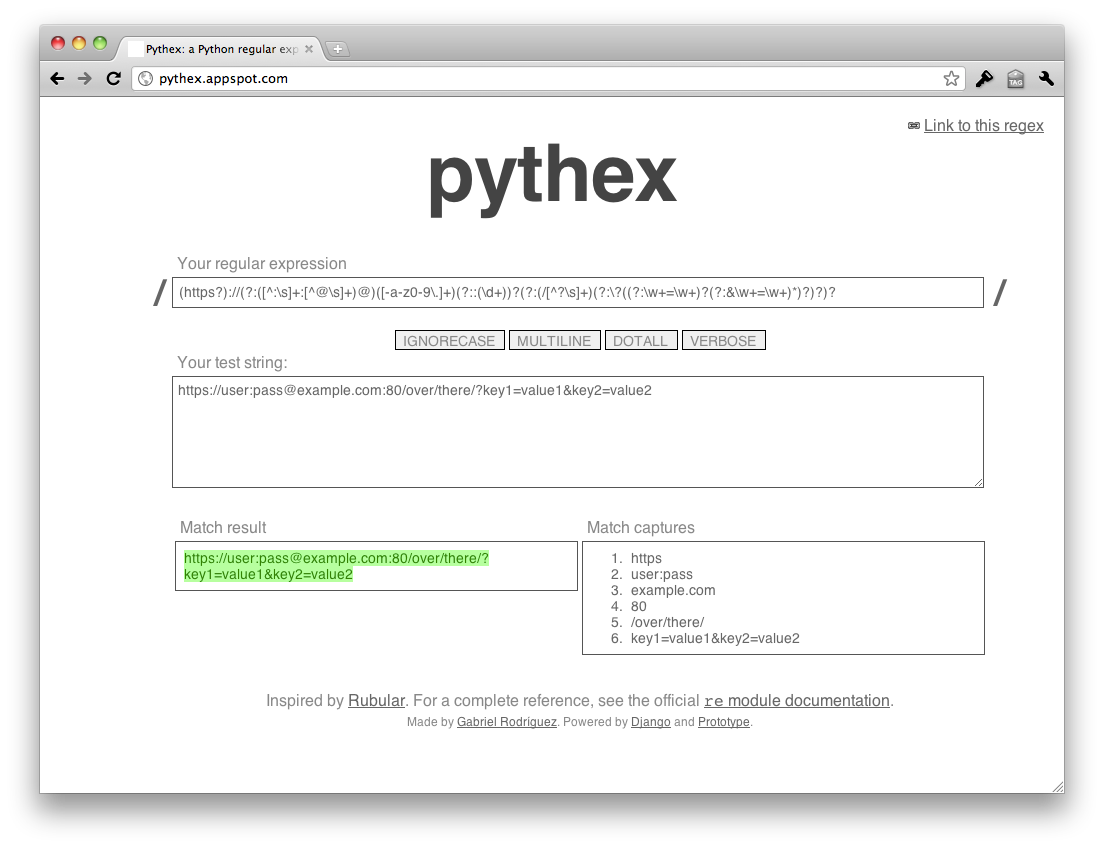 Pythex: a Python regular exp
pythex.appspot.com
TAG
Link to this regex
pythex
Your regular expression
/ (https?)://(?:([^:\s]+:[^@\s]+)@)([-a-z0-9\.]+)(?::(\d+))?(?:(/[^?\s]+)(?:\?((?:\w+=\w+)?(?:&\w+=\w+)*)?)?)? /
IGNORECASE MULTILINE DOTALL VERBOSE
Your test string:
https://user:pass@example.com:80/over/there/?key1=value1&key2=value2
Match result
https://user:pass@example.com:80/over/there/?
key1=value1&key2=value2
Match captures
1. https
2. user:pass
3. example.com
4. 80
5. /over/there/
6. key1=value1&key2=value2
Inspired by Rubular. For a complete reference, see the official re module documentation.
Made by Gabriel Rodriguez. Powered by Django and Prototype.